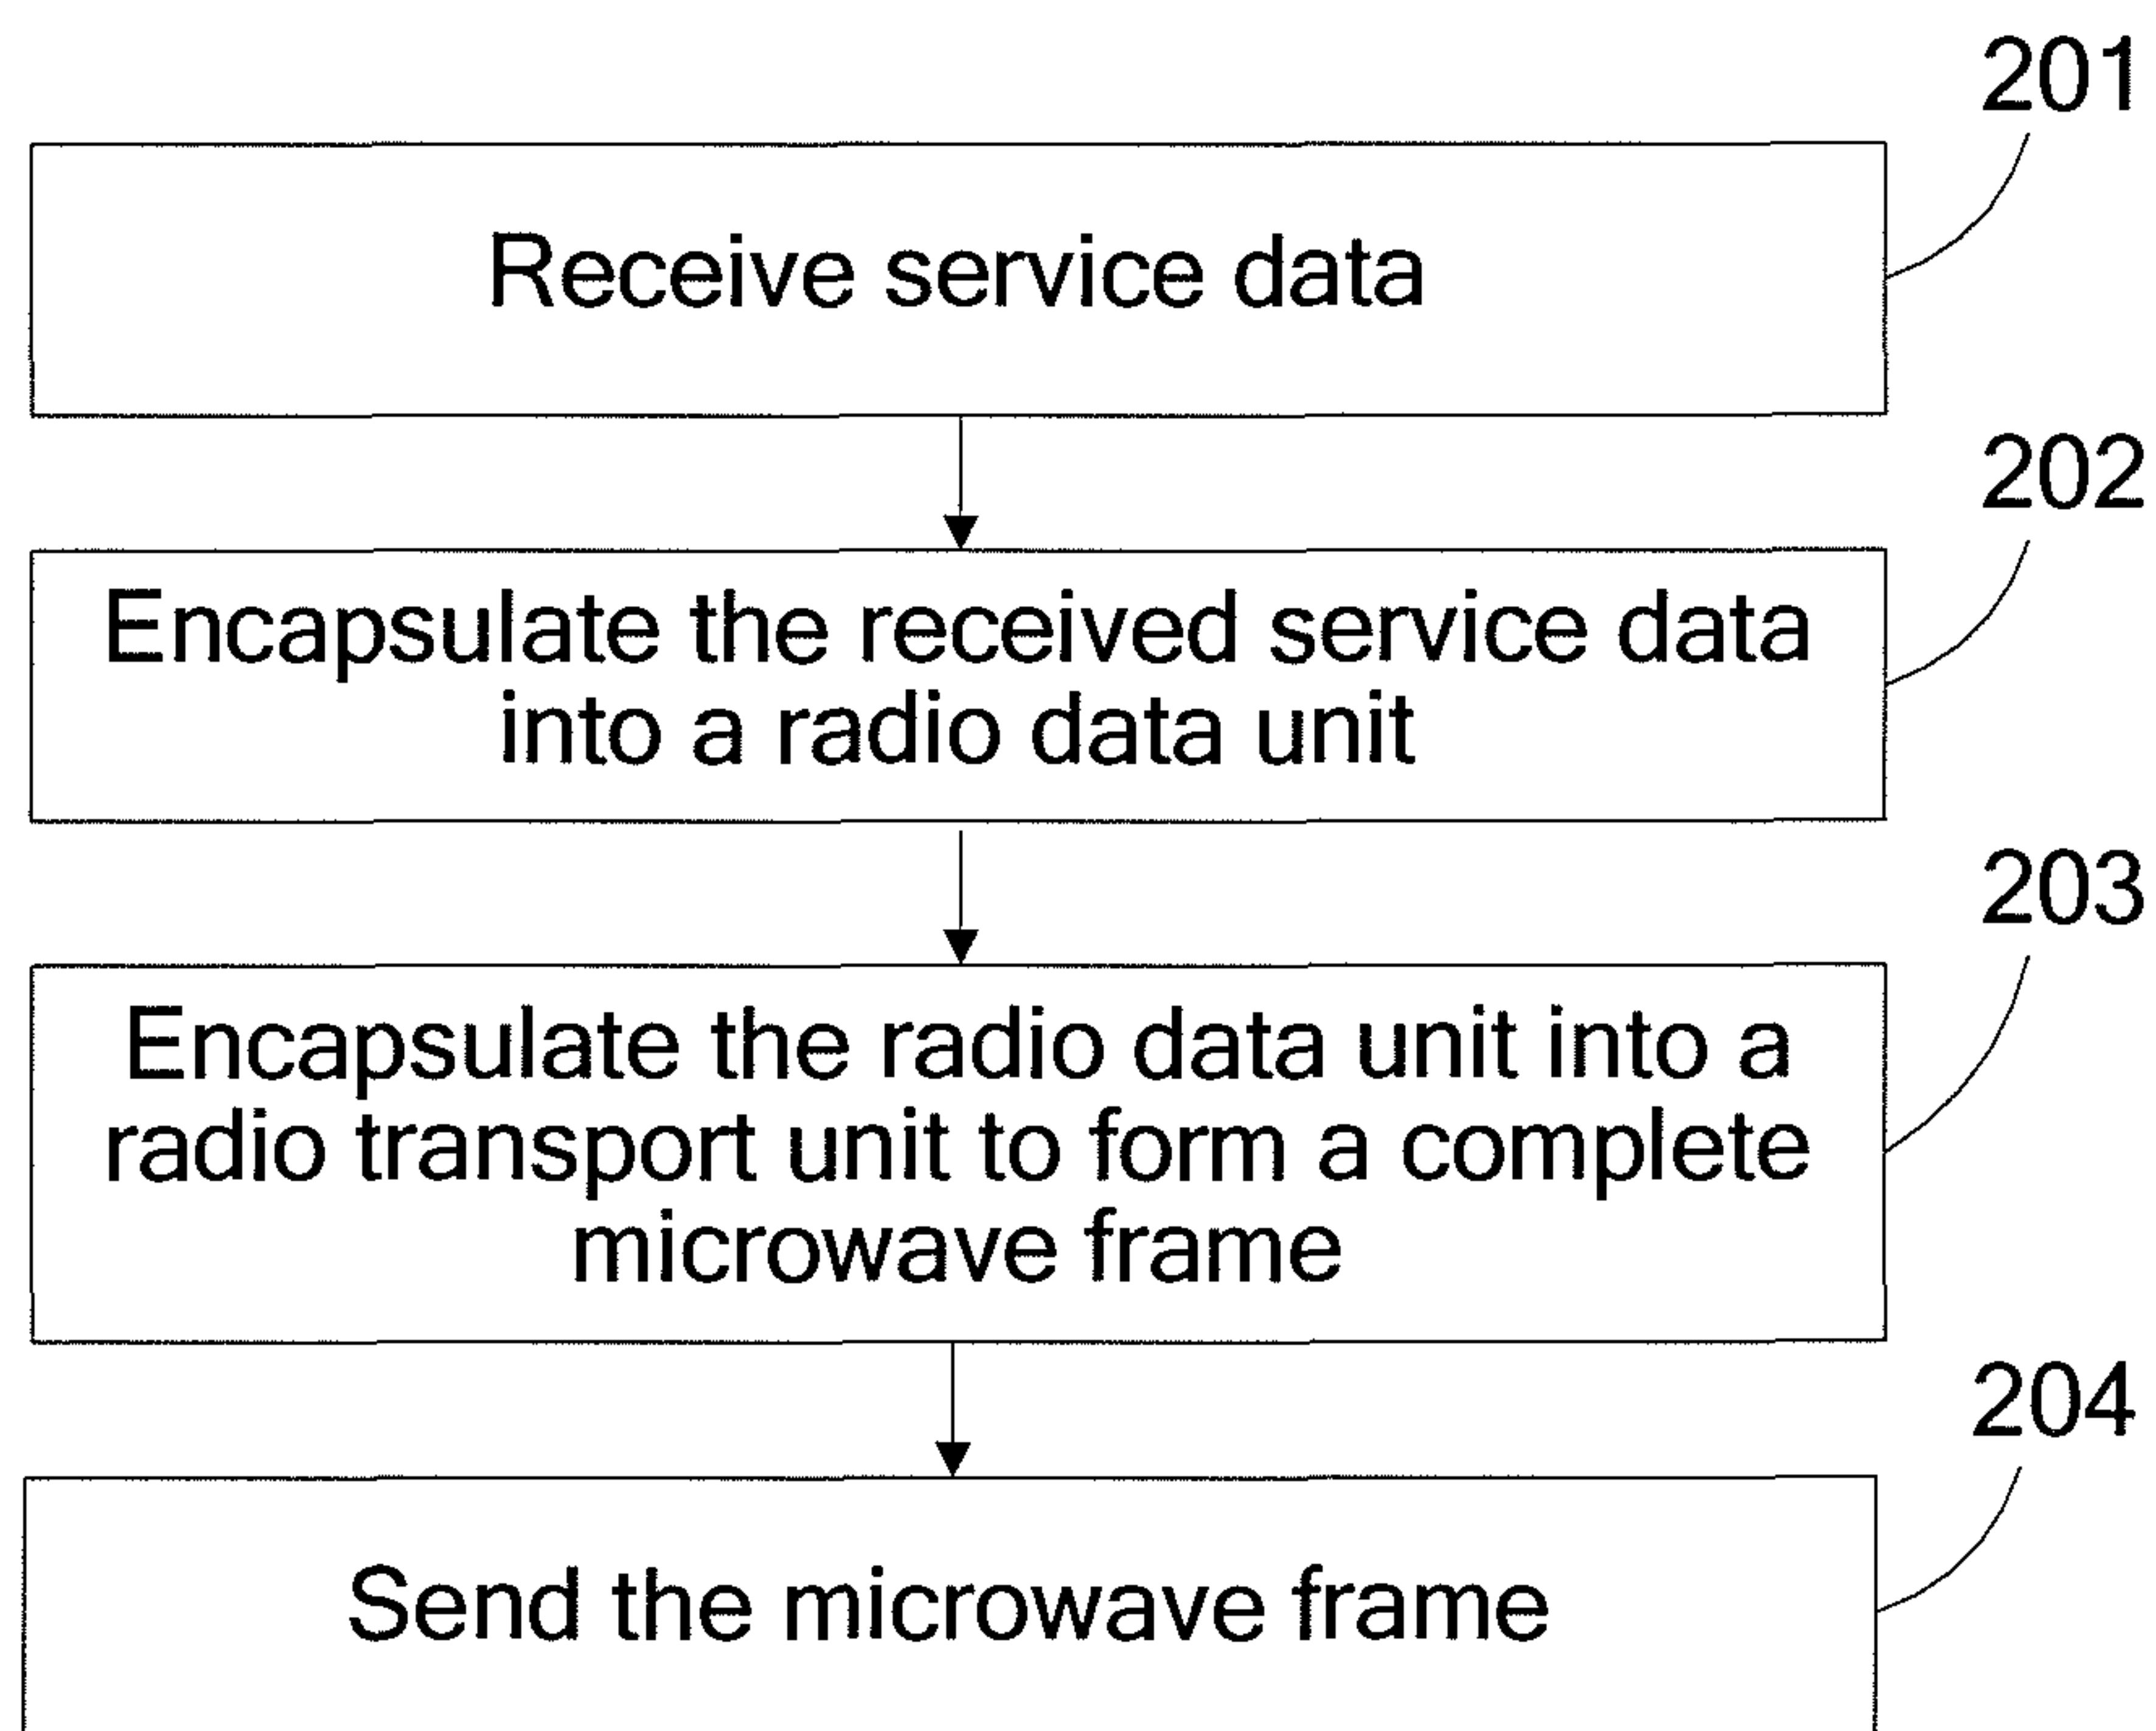 201
Receive service data
202
Encapsulate the received service data
into a radio data unit
203
Encapsulate the radio data unit into a
radio transport unit to form a complete
microwave frame
204
Send the microwave frame